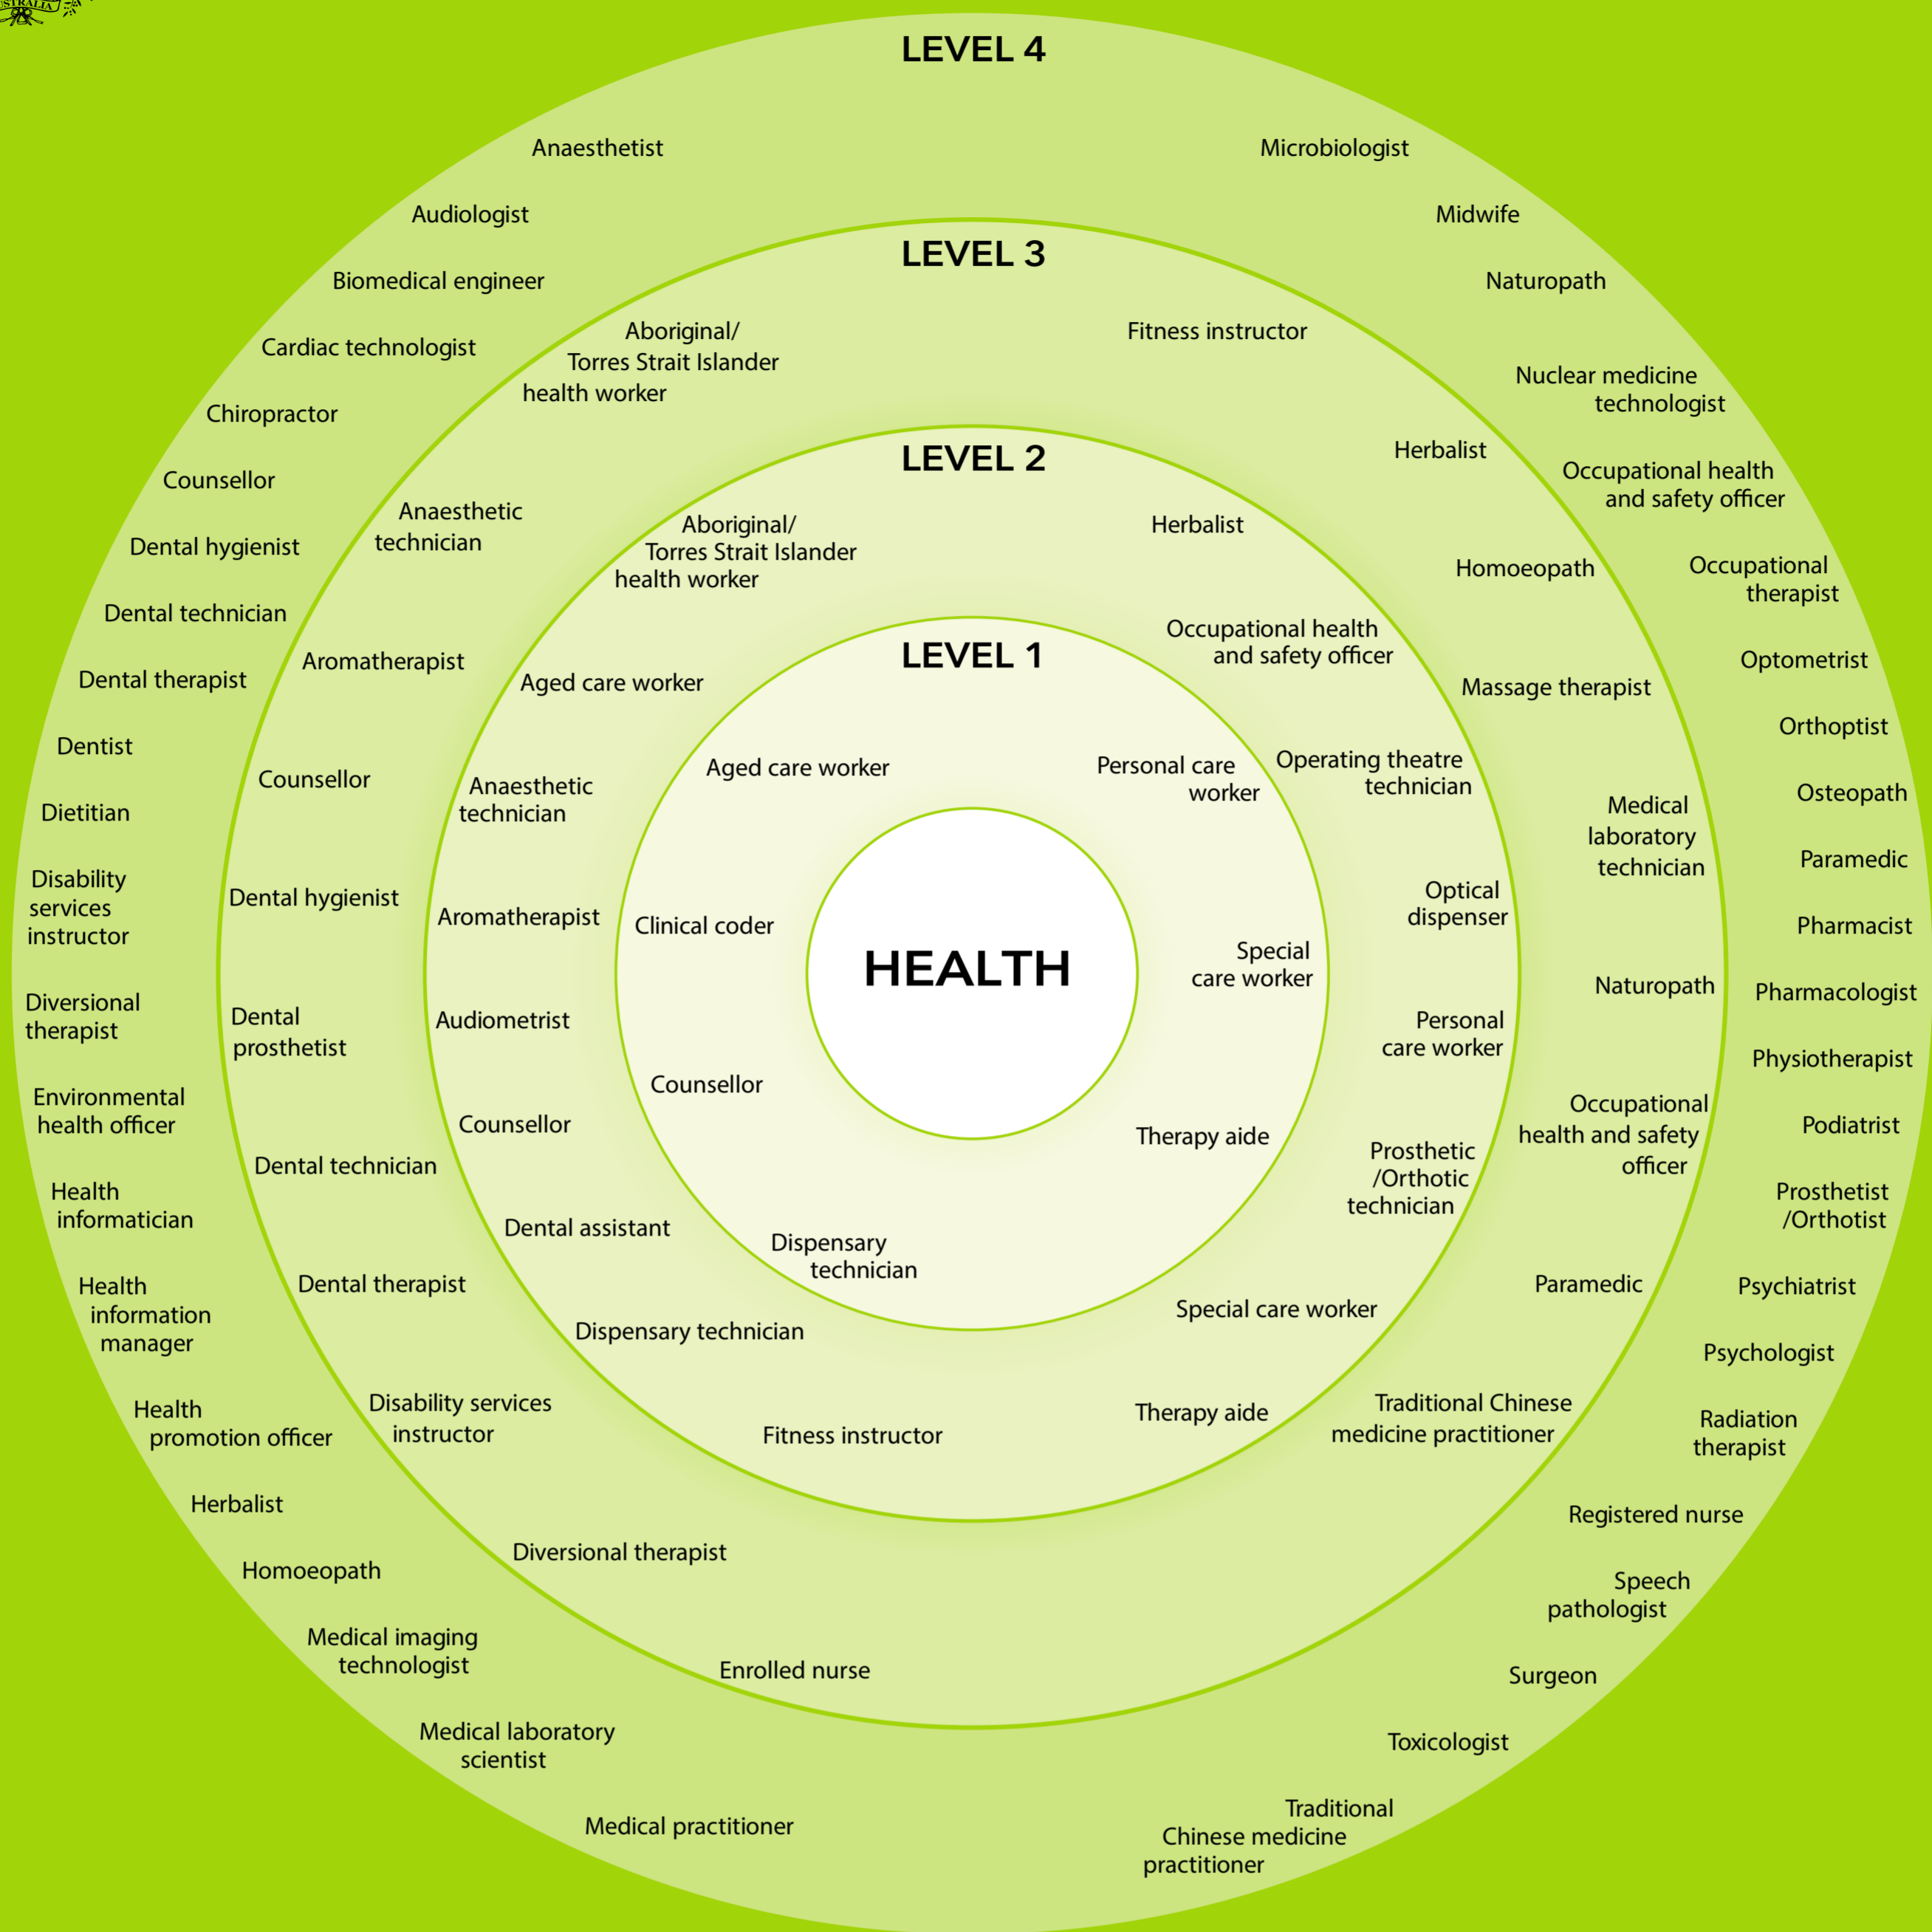 USTRALIA
LEVEL 4
Anaesthetist
Audiologist
Biomedical engineer
Cardiac technologist
Chiropractor
Counsellor
Dental hygienist
Dental technician
Dental therapist
Dentist
Dietitian
Disability
services
instructor
Diversional
therapist
Environmental
health officer
Health
informatician
Health
information
manager
Health
promotion officer
Herbalist
Homoeopath
Medical imaging
technologist
Medical laboratory
scientist
Medical practitioner
Microbiologist
Midwife
Naturopath
Nuclear medicine
technologist
Occupational health
and safety officer
Occupational
therapist
Optometrist
Orthoptist
Osteopath
Paramedic
Pharmacist
Pharmacologist
Physiotherapist
Podiatrist
Prosthetist
/Orthotist
Psychiatrist
Psychologist
Radiation
therapist
Registered nurse
Speech
pathologist
Surgeon
Toxicologist
Traditional
Chinese medicine
practitioner
LEVEL 3
Aboriginal/
Torres Strait Islander
health worker
Anaesthetic
technician
Aromatherapist
Counsellor
Dental hygienist
Dental
prosthetist
Dental technician
Dental therapist
Disability services
instructor
Diversional therapist
Enrolled nurse
Fitness instructor
Herbalist
Homoeopath
Massage therapist
Medical
laboratory
technician
Naturopath
Occupational
health and safety
officer
Paramedic
Traditional Chinese
medicine practitioner
LEVEL 2
Aboriginal/
Torres Strait Islander
health worker
Aged care worker
Anaesthetic
technician
Aromatherapist
Audiometrist
Counsellor
Dental assistant
Dispensary technician
Fitness instructor
Herbalist
Occupational health
and safety officer
Operating theatre
technician
Optical
dispenser
Personal
care worker
Prosthetic
/Orthotic
technician
Special care worker
Therapy aide
LEVEL 1
Aged care worker
Clinical coder
Counsellor
Dispensary
technician
Personal care
worker
Special
care worker
Therapy aide
HEALTH